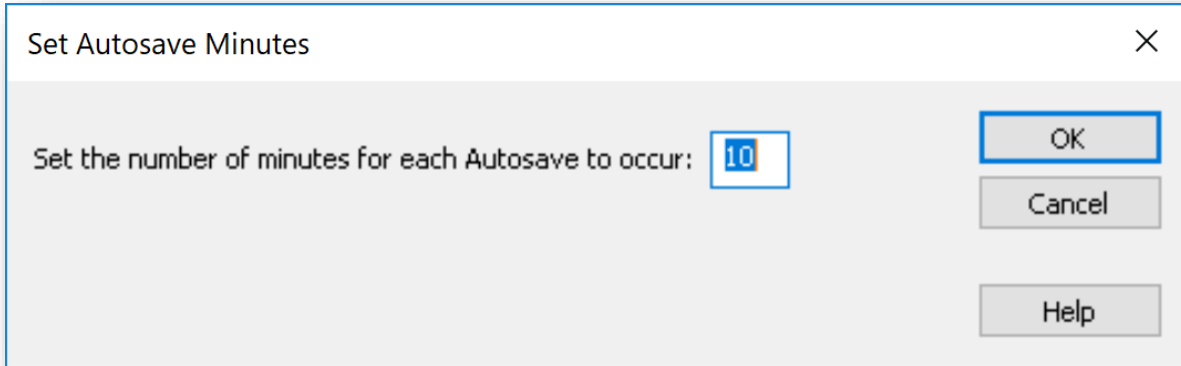 Set Autosave Minutes
Set the number of minutes for each Autosave to occur: 10
OK
Cancel
Help